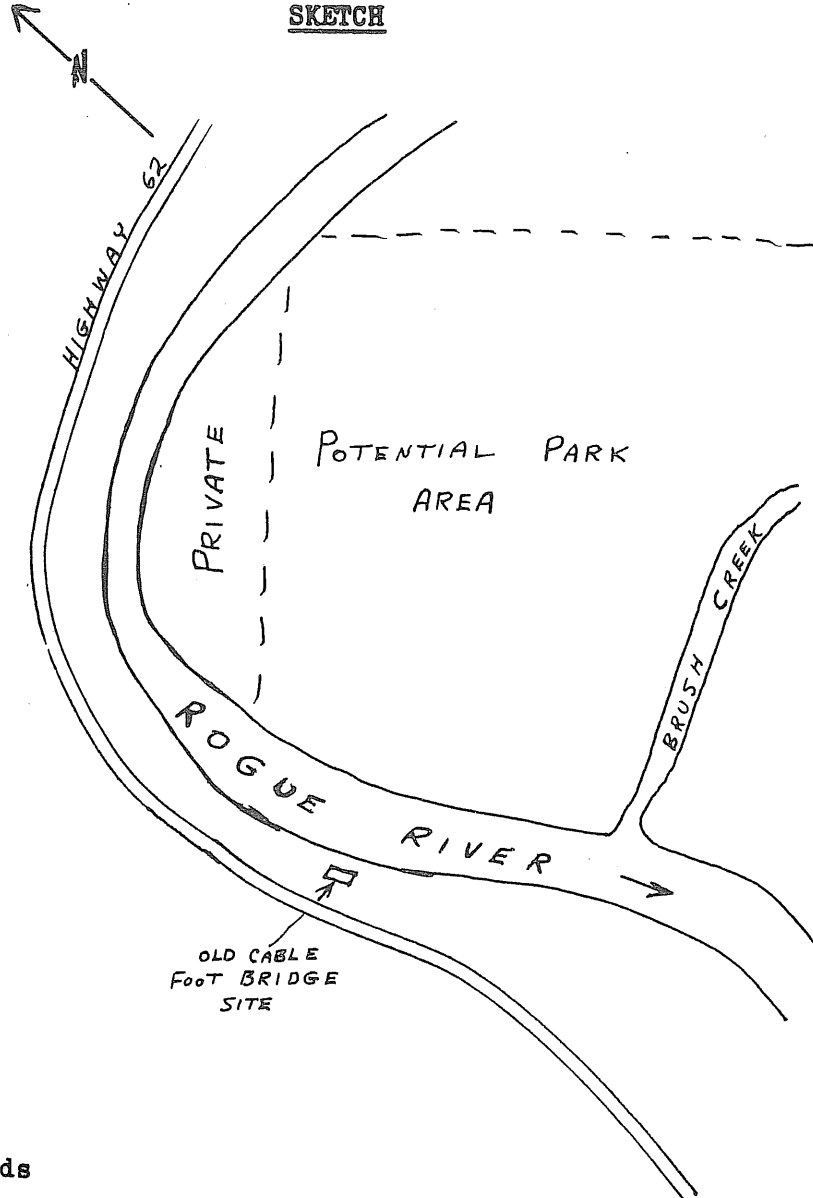 SKETCH
N
HIGHWAY 62
PRIVATE
POTENTIAL PARK
AREA
BRUSH CREEK
ROGUE RIVER
OLD CABLE
FOOT BRIDGE
SITE
ds